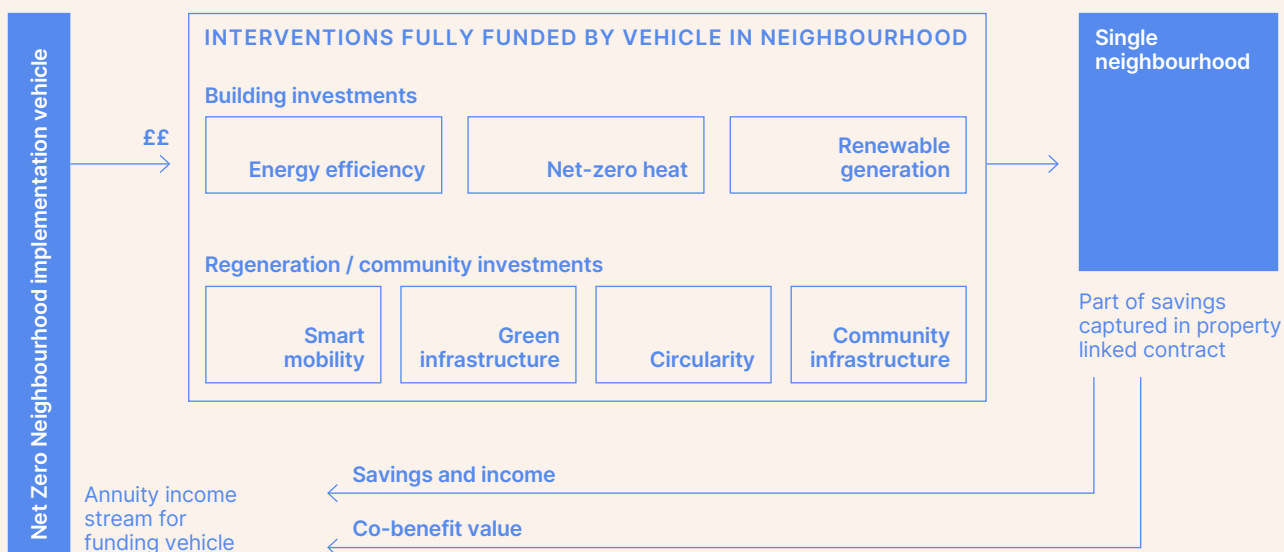 Net Zero Neighbourhood implementation vehicle
££
INTERVENTIONS FULLY FUNDED BY VEHICLE IN NEIGHBOURHOOD
Building investments
Energy efficiency
Net-zero heat
Renewable
generation
Regeneration / community investments
Smart
mobility
Green
infrastructure
Circularity
Community
infrastructure
Single
neighbourhood
Part of savings
captured in property
linked contract
Savings and income
Co-benefit value
Annuity income
stream for
funding vehicle